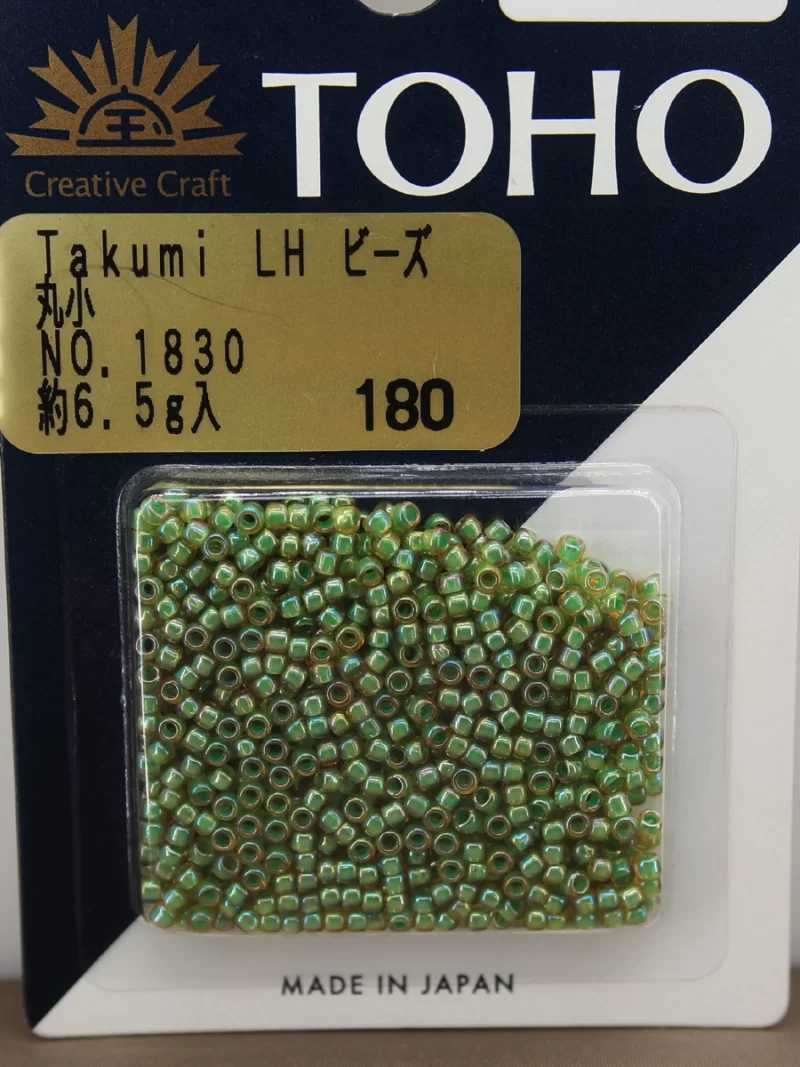 玉
Creative Craft
TOHO
Takumi LH ビーズ
丸小
NO.1830
約6.5g入 180
MADE IN JAPAN